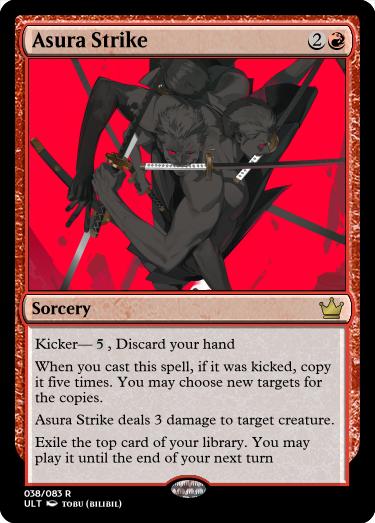 Asura Strike 2
Sorcery
Kicker— 5 , Discard your hand
When you cast this spell, if it was kicked, copy
it five times. You may choose new targets for
the copies.
Asura Strike deals 3 damage to target creature.
Exile the top card of your library. You may
play it until the end of your next turn
038/083 R
ULT TOBU (BILIBIL)